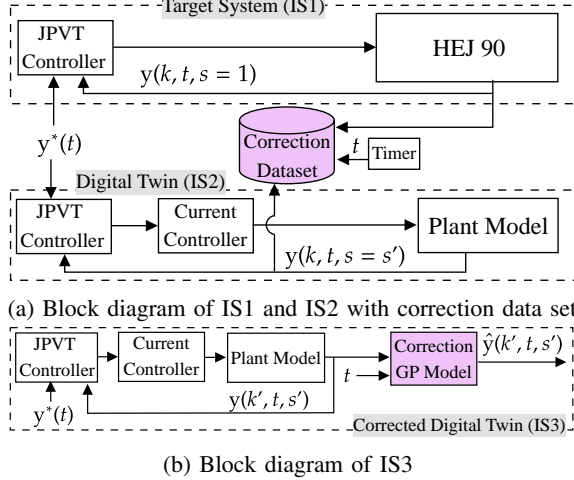 Target System (IS1)
JPVT
Controller
HEJ 90
y(k, t, s = 1)
y*(t)
Correction
Dataset
t
Timer
Digital Twin (IS2)
JPVT
Controller
Current
Controller
Plant Model
y(k, t, s = s′)
(a) Block diagram of IS1 and IS2 with correction data set
JPVT
Controller
Current
Controller
Plant Model
Correction
GP Model
ŷ(k′, t, s′)
t
y(k′, t, s′)
y*(t)
Corrected Digital Twin (IS3)
(b) Block diagram of IS3